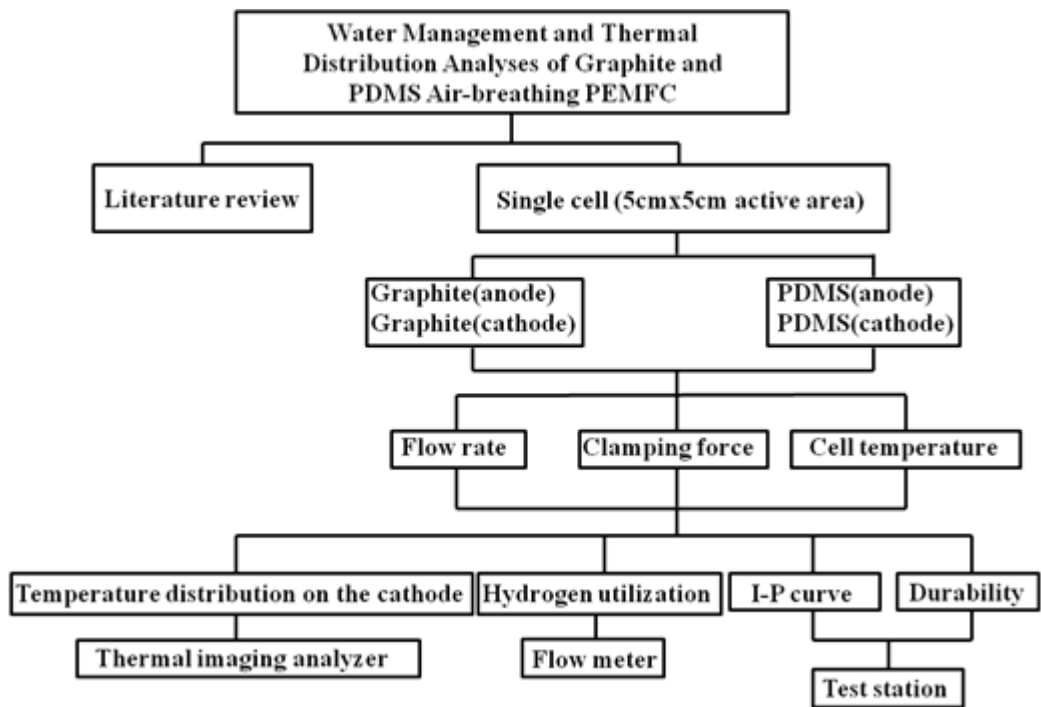 Water Management and Thermal
Distribution Analyses of Graphite and
PDMS Air-breathing PEMFC
Literature review
Single cell (5cmx5cm active area)
Graphite(anode)
Graphite(cathode)
PDMS(anode)
PDMS(cathode)
Flow rate
Clamping force
Cell temperature
Temperature distribution on the cathode
Hydrogen utilization
I-P curve
Durability
Thermal imaging analyzer
Flow meter
Test station